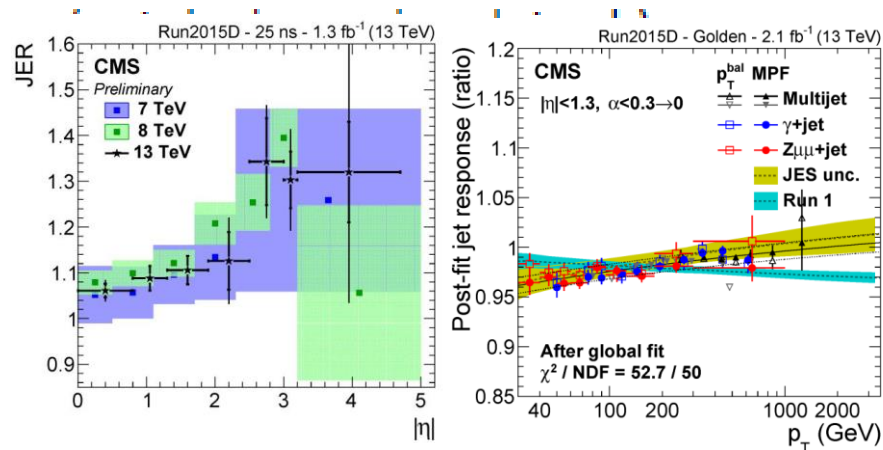 Run2015D - 25 ns - 1.3 fb⁻¹ (13 TeV)
JER
1.6
1.5
1.4
1.3
1.2
1.1
1
0.9
CMS
Preliminary
7 TeV
8 TeV
13 TeV
0 1 2 3 4 5
|η|
Run2015D - Golden - 2.1 fb⁻¹ (13 TeV)
Post-fit jet response (ratio)
1.2
1.15
1.1
1.05
1
0.95
0.9
0.85
CMS
|η|<1.3, α<0.3→0
p_T^bal MPF
Multijet
γ+jet
Zμμ+jet
JES unc.
Run 1
After global fit
χ² / NDF = 52.7 / 50
40 100 200 1000 2000
p_T (GeV)